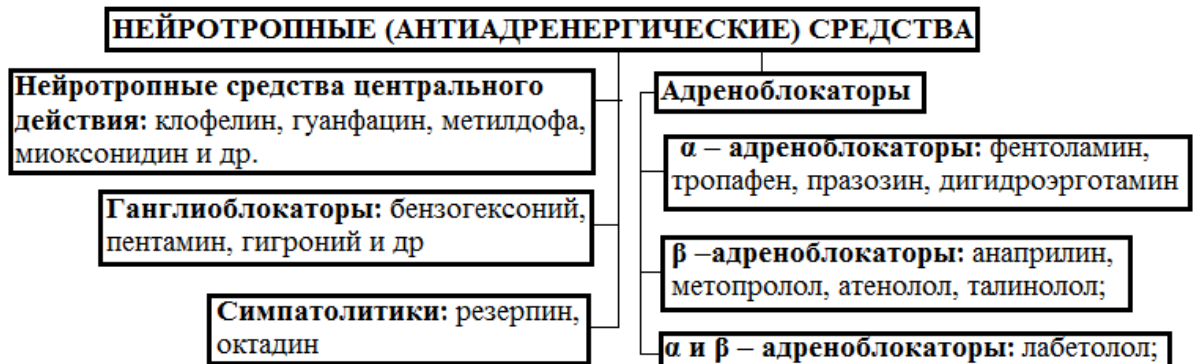 НЕЙРОТРОПНЫЕ (АНТИАДРЕНЕРГИЧЕСКИЕ) СРЕДСТВА
Нейротропные средства центрального
действия: клофелин, гуанфацин, метилдофа,
миоксонидин и др.
Ганглиоблокаторы: бензогексоний,
пентамин, гигроний и др
Симпатолитики: резерпин,
октадин
Адреноблокаторы
α – адреноблокаторы: фентоламин,
тропафен, празозин, дигидроэрготамин
β –адреноблокаторы: анаприлин,
метопролол, атенолол, талинолол;
α и β – адреноблокаторы: лабетолол;